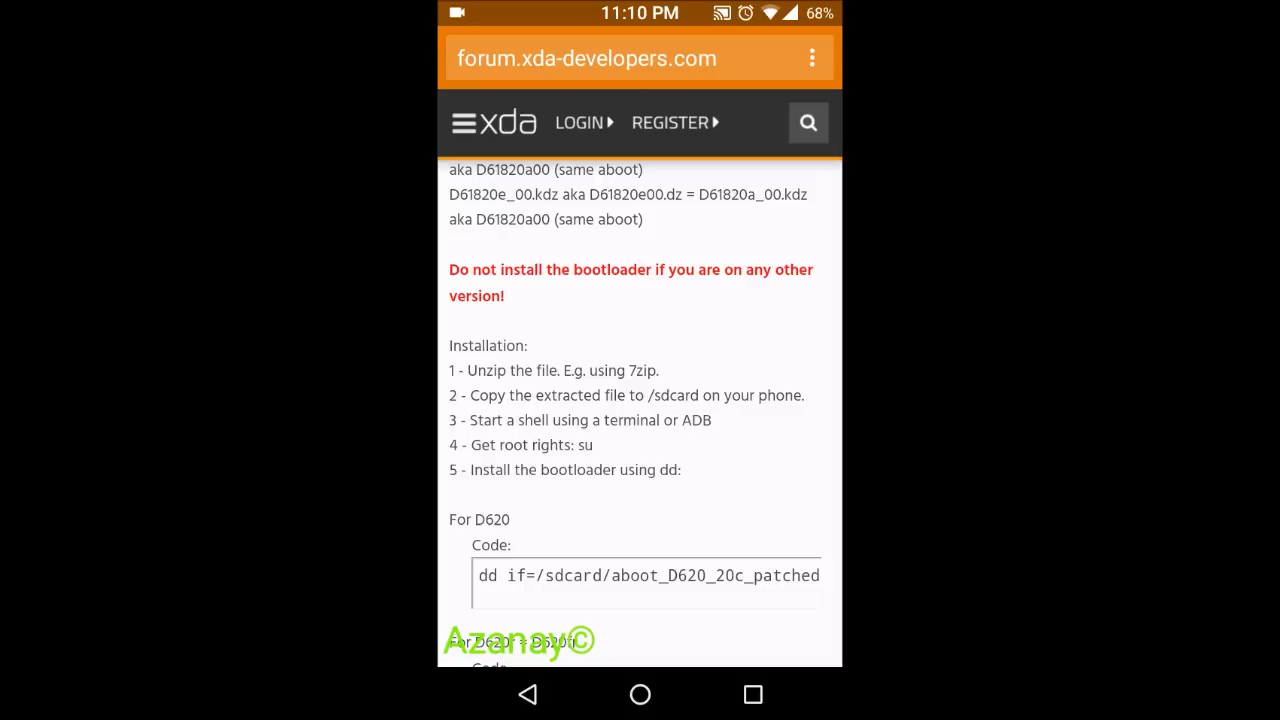 11:10 PM 68%
forum.xda-developers.com
xda LOGIN REGISTER
aka D61820a00 (same aboot)
D61820e_00.kdz aka D61820e00.dz = D61820a_00.kdz
aka D61820a00 (same aboot)
Do not install the bootloader if you are on any other
version!
Installation:
1 - Unzip the file. E.g. using 7zip.
2 - Copy the extracted file to /sdcard on your phone.
3 - Start a shell using a terminal or ADB
4 - Get root rights: su
5 - Install the bootloader using dd:
For D620
Code:
dd if=/sdcard/aboot_D620_20c_patched
Azanay©
For D620r = D620fr
Code: